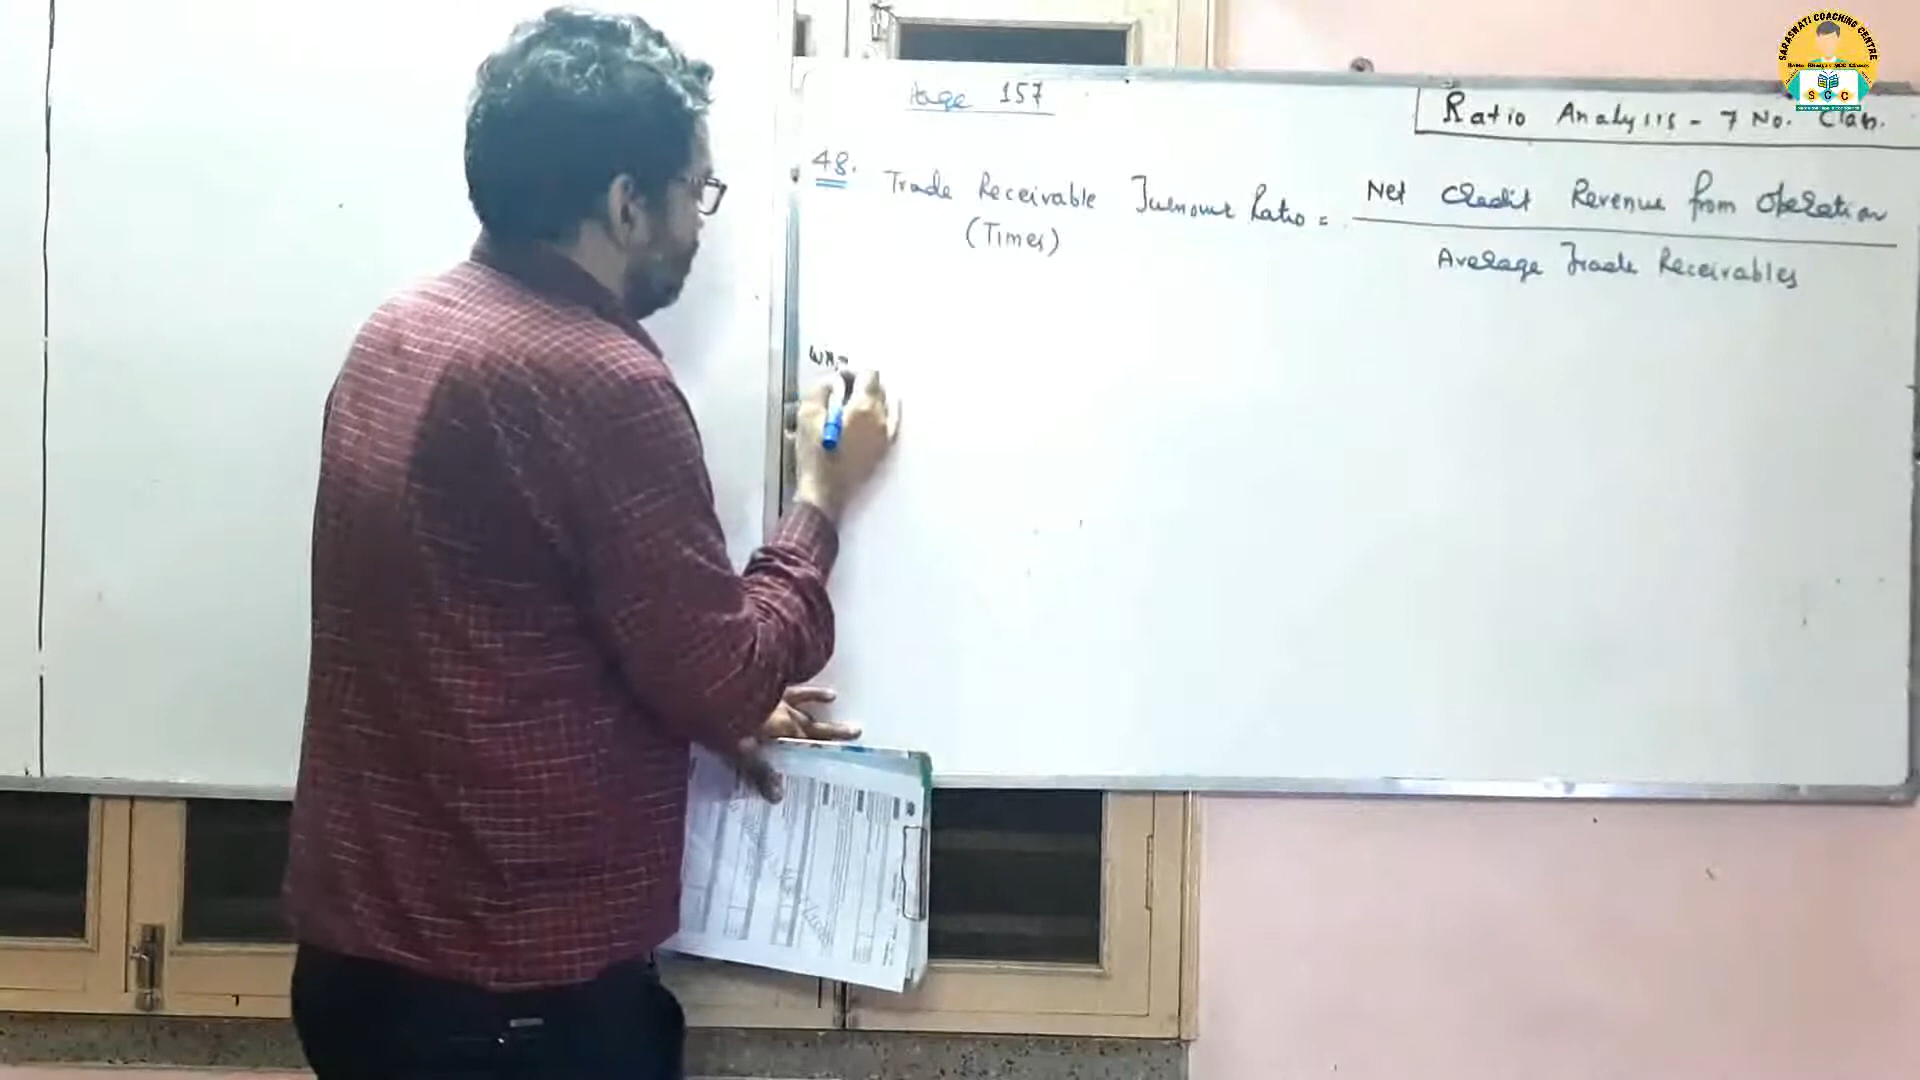 Page 157
Ratio Analysis - 7 No. Class.
48. Trade Receivable Turnover Ratio = Net Credit Revenue from Operation
(Times)
Average Trade Receivables
WN-
SARASWATI COACHING CENTRE
S C C